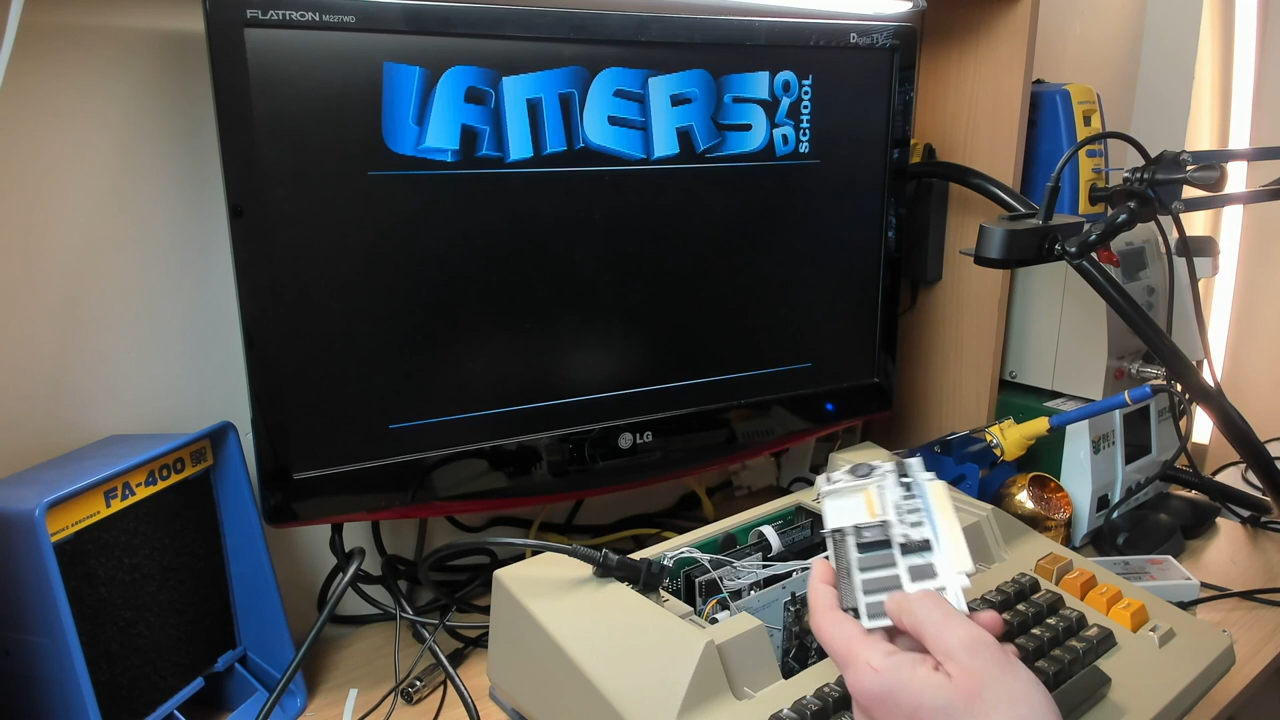 FLATRON M227WD
Digital TV
LAMERS
OLD
SCHOOL
LG
FA-400